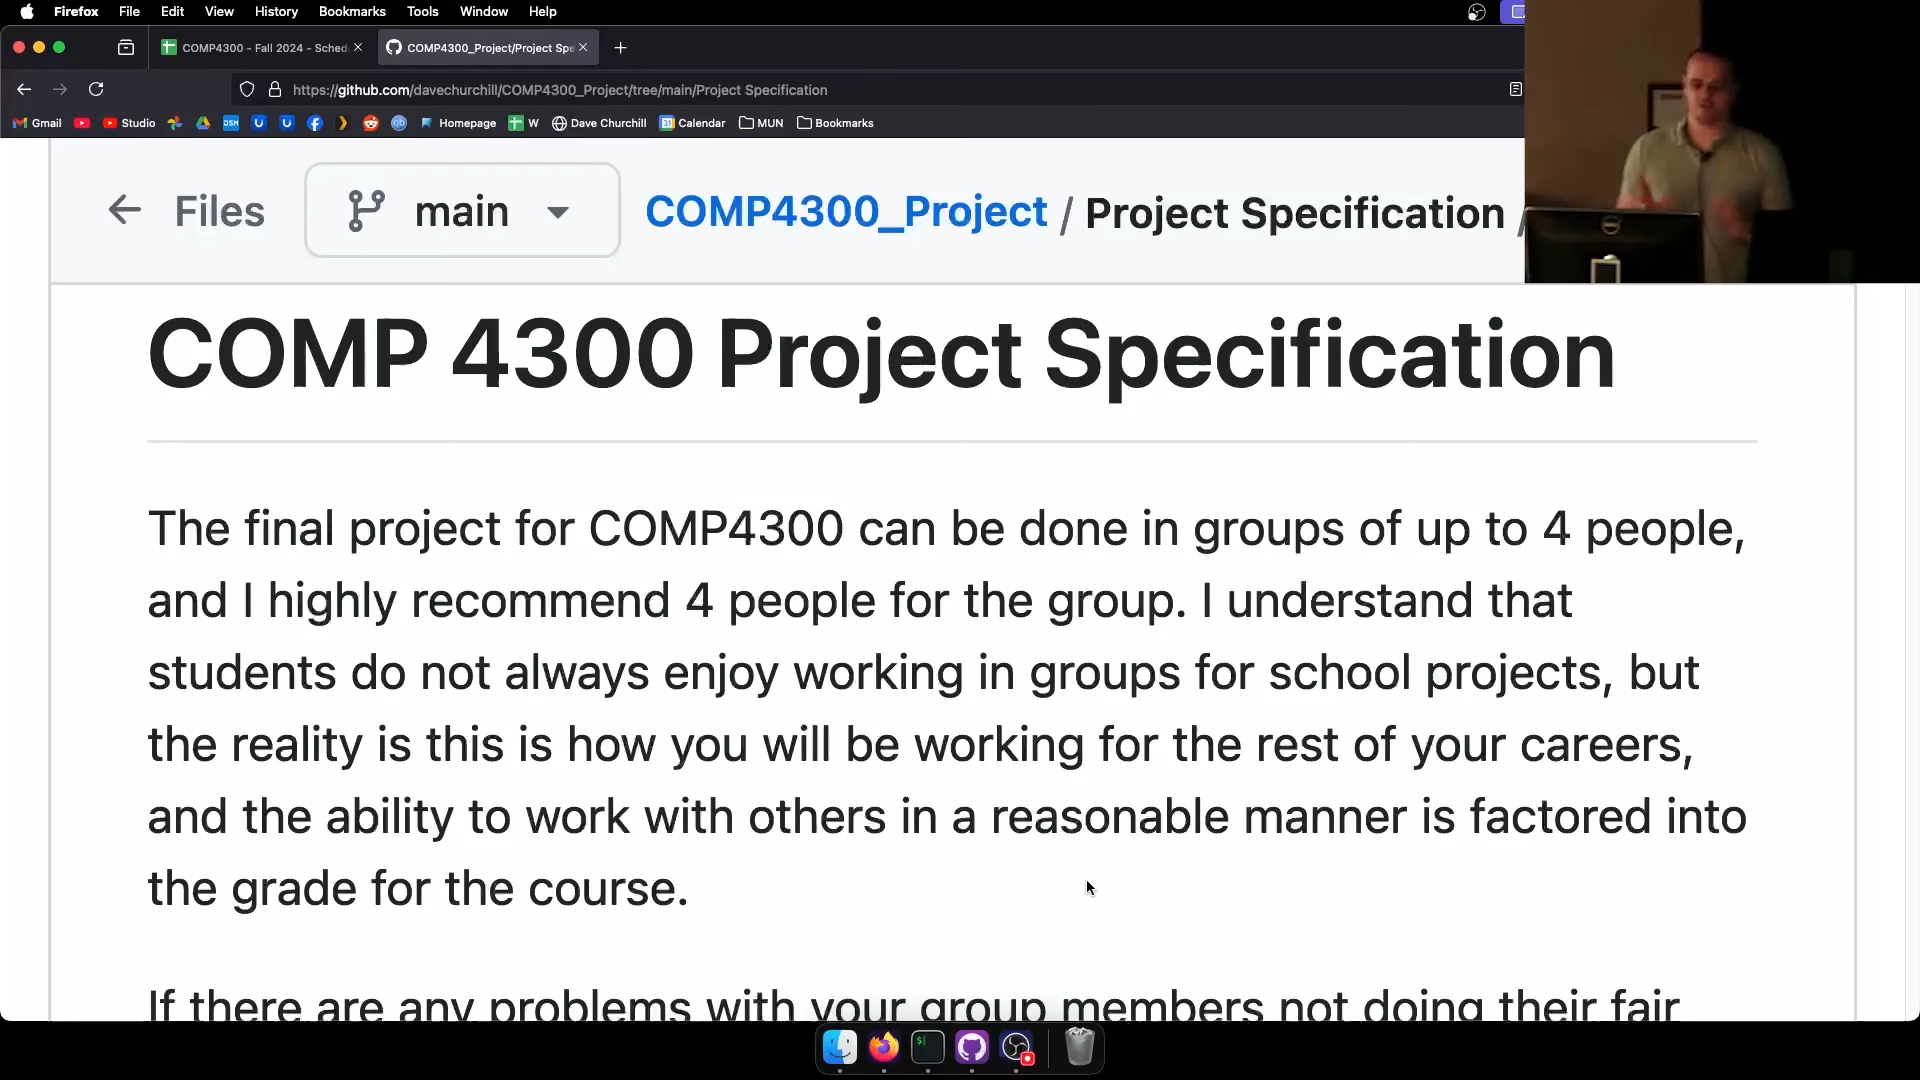 Firefox File Edit View History Bookmarks Tools Window Help
COMP4300 - Fall 2024 - Sched
COMP4300_Project/Project Spe
https://github.com/davechurchill/COMP4300_Project/tree/main/Project Specification
Gmail Studio DSM Homepage W Dave Churchill Calendar MUN Bookmarks
Files main COMP4300_Project / Project Specification /
COMP 4300 Project Specification
The final project for COMP4300 can be done in groups of up to 4 people,
and I highly recommend 4 people for the group. I understand that
students do not always enjoy working in groups for school projects, but
the reality is this is how you will be working for the rest of your careers,
and the ability to work with others in a reasonable manner is factored into
the grade for the course.
If there are any problems with your group members not doing their fair